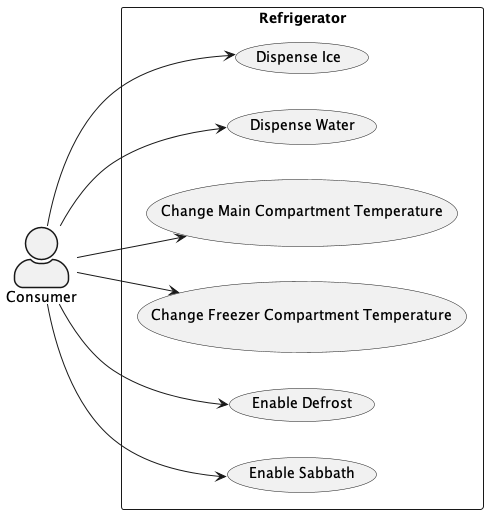 Refrigerator
Dispense Ice
Dispense Water
Change Main Compartment Temperature
Consumer
Change Freezer Compartment Temperature
Enable Defrost
Enable Sabbath